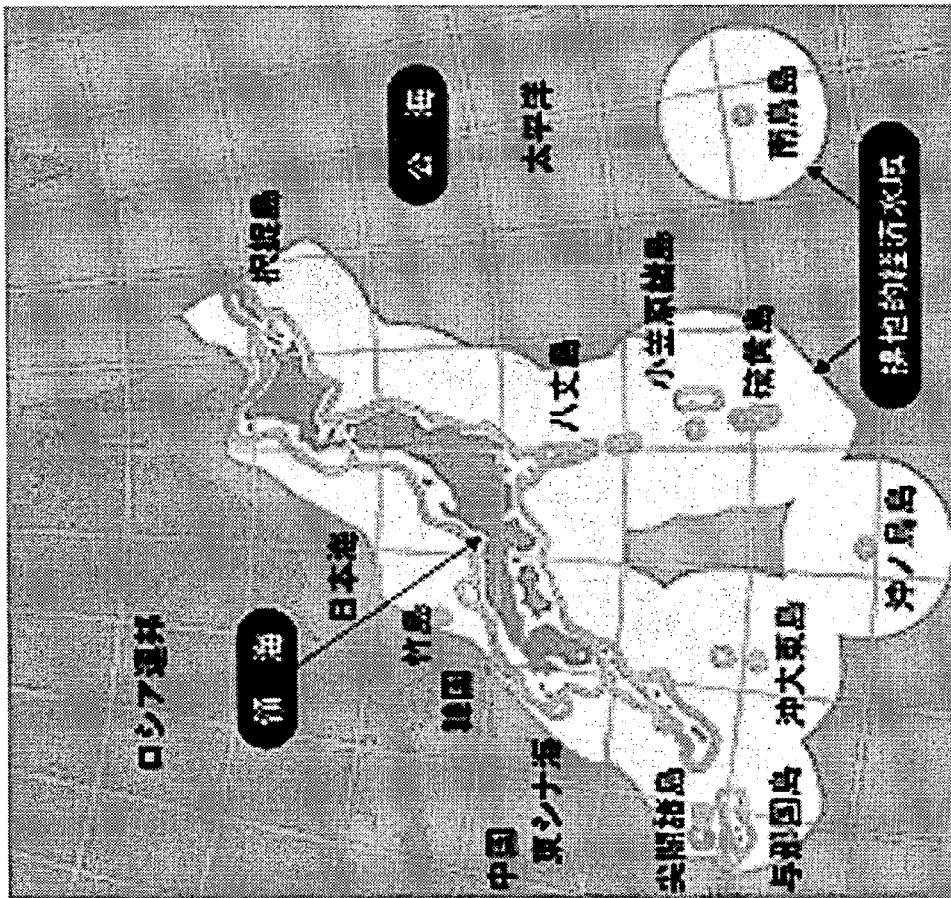 ロシア連邦
領海
日本海
竹島
韓国
中国
東シナ海
尖閣諸島
与那国島
沖大東島
沖ノ鳥島
択捉島
公海
太平洋
八丈島
小笠原諸島
硫黄島
南鳥島
排他的経済水域